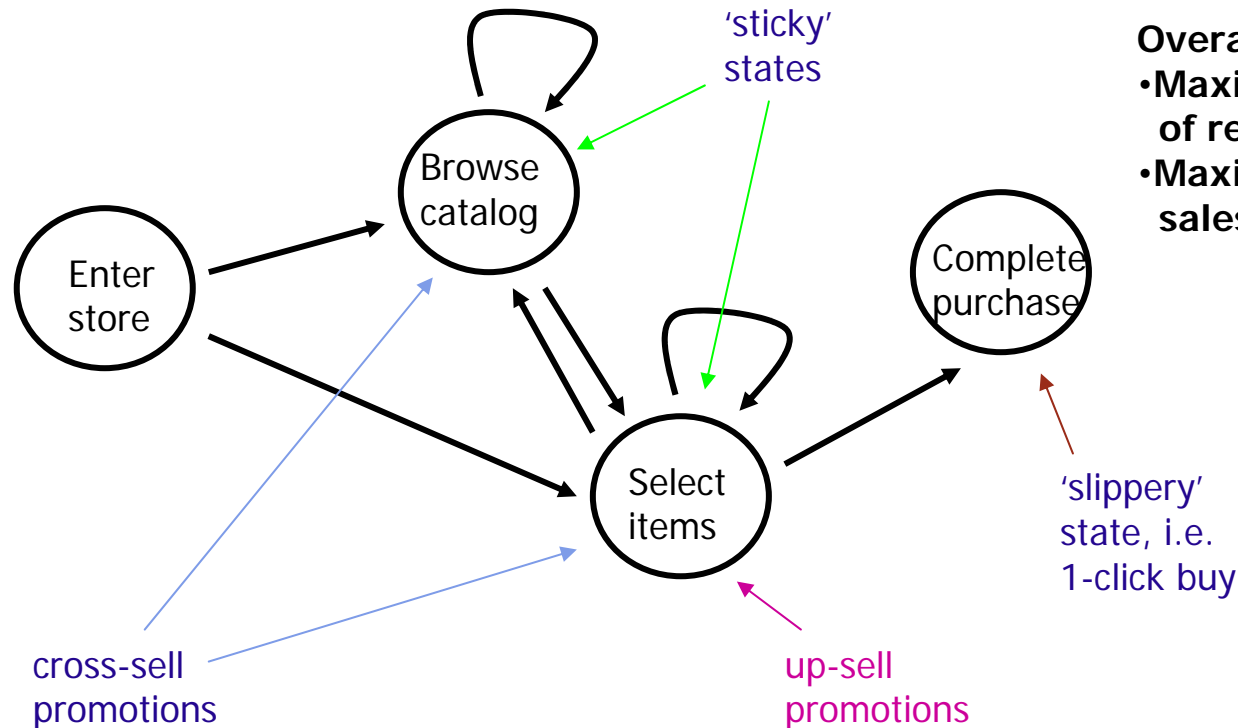 ‘sticky’
states
Overa
•Maxi
of re
•Maxi
sales
Browse
catalog
Enter
store
Complete
purchase
Select
items
‘slippery’
state, i.e.
1-click buy
cross-sell
promotions
up-sell
promotions